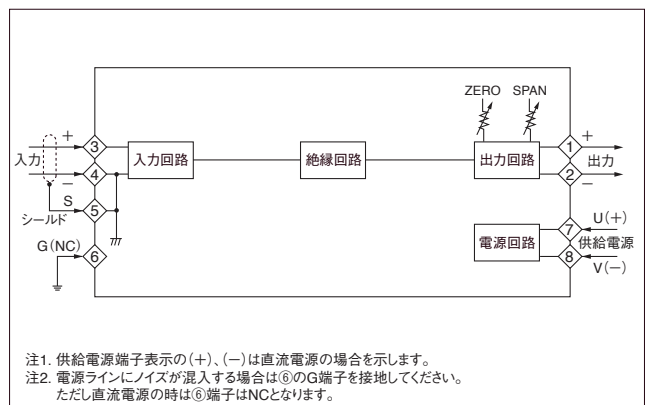 ZERO SPAN
+ 3 入力回路 絶縁回路 出力回路 1 +
入力 出力
− 4 2 −
S 5
シールド
G(NC) 6
電源回路 7 U(+)
供給電源
8 V(−)
注1. 供給電源端子表示の(+)、(−)は直流電源の場合を示します。
注2. 電源ラインにノイズが混入する場合は⑥のG端子を接地してください。
ただし直流電源の時は⑥端子はNCとなります。